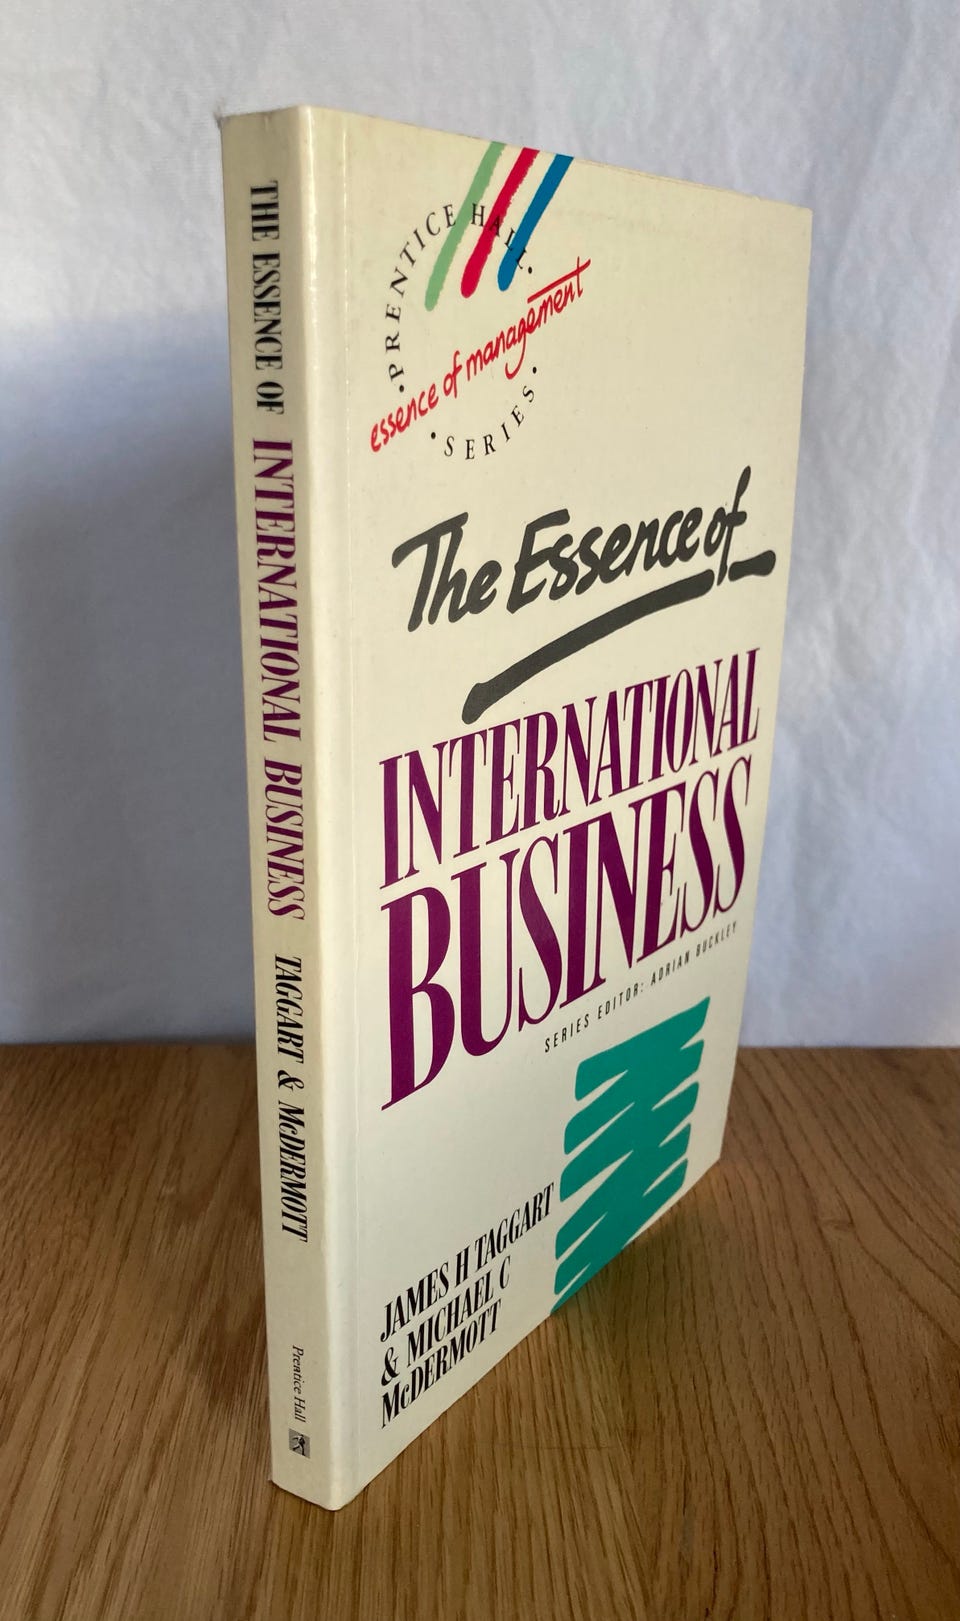 THE ESSENCE OF INTERNATIONAL BUSINESS TAGGART & McDERMOTT Prentice Hall
·PRENTICE HALL·
essence of management
·SERIES·
The Essence of
INTERNATIONAL
BUSINESS
SERIES EDITOR: ADRIAN BUCKLEY
JAMES H TAGGART
& MICHAEL C
McDERMOTT